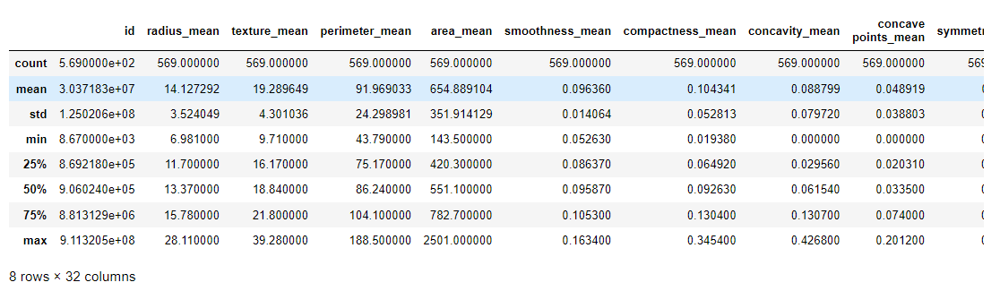 id radius_mean texture_mean perimeter_mean area_mean smoothness_mean compactness_mean concavity_mean concave points_mean symmetr
count 5.690000e+02 569.000000 569.000000 569.000000 569.000000 569.000000 569.000000 569.000000 569.000000 569
mean 3.037183e+07 14.127292 19.289649 91.969033 654.889104 0.096360 0.104341 0.088799 0.048919
std 1.250206e+08 3.524049 4.301036 24.298981 351.914129 0.014064 0.052813 0.079720 0.038803
min 8.670000e+03 6.981000 9.710000 43.790000 143.500000 0.052630 0.019380 0.000000 0.000000
25% 8.692180e+05 11.700000 16.170000 75.170000 420.300000 0.086370 0.064920 0.029560 0.020310
50% 9.060240e+05 13.370000 18.840000 86.240000 551.100000 0.095870 0.092630 0.061540 0.033500
75% 8.813129e+06 15.780000 21.800000 104.100000 782.700000 0.105300 0.130400 0.130700 0.074000
max 9.113205e+08 28.110000 39.280000 188.500000 2501.000000 0.163400 0.345400 0.426800 0.201200
8 rows × 32 columns